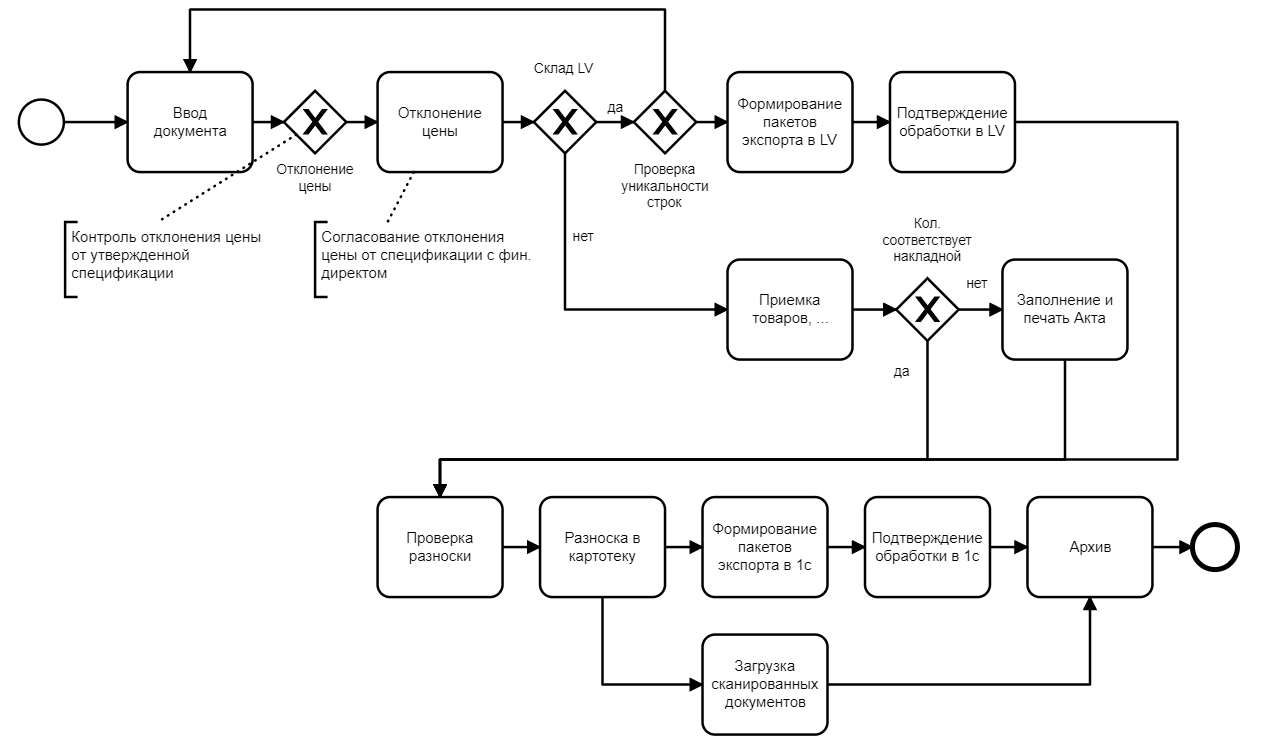 Ввод
документа
Отклонение
цены
Отклонение
цены
Склад LV
да
Проверка
уникальности
строк
Формирование
пакетов
экспорта в LV
Подтверждение
обработки в LV
Контроль отклонения цены
от утвержденной
спецификации
Согласование отклонения
цены от спецификации с фин.
директом
нет
Приемка
товаров, ...
Кол.
соответствует
накладной
нет
да
Заполнение и
печать Акта
Проверка
разноски
Разноска в
картотеку
Формирование
пакетов
экспорта в 1с
Подтверждение
обработки в 1с
Архив
Загрузка
сканированных
документов